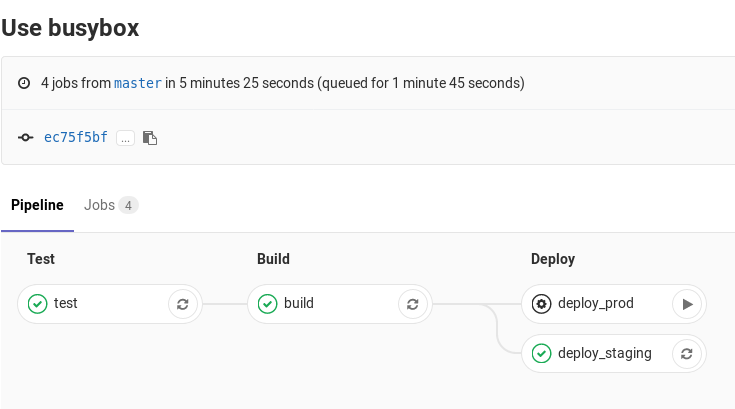 Use busybox
4 jobs from master in 5 minutes 25 seconds (queued for 1 minute 45 seconds)
ec75f5bf ...
Pipeline Jobs 4
Test Build Deploy
test build deploy_prod
deploy_staging